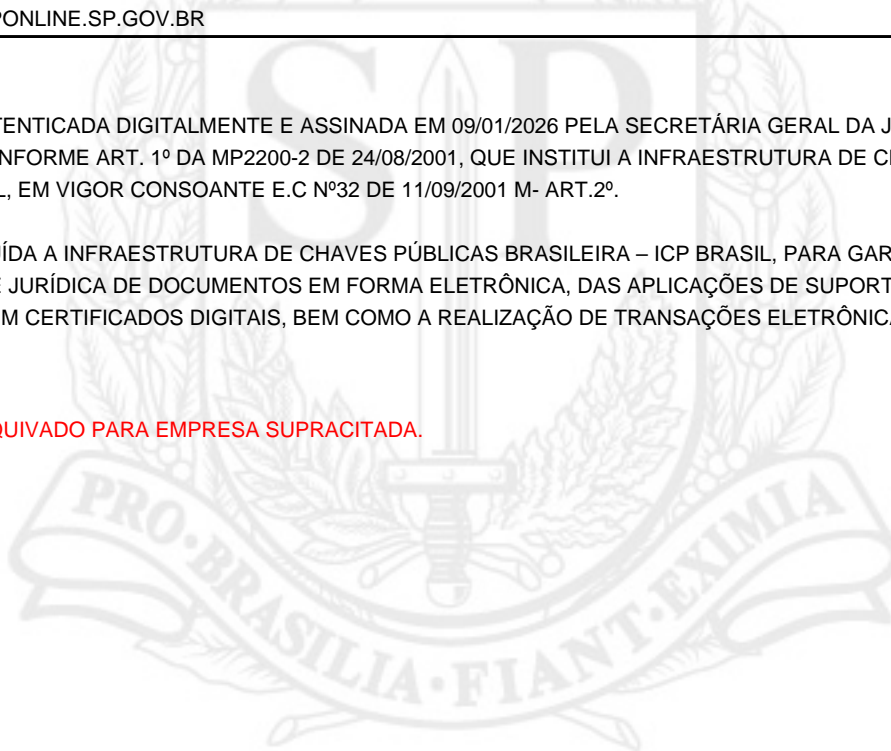 PONLINE.SP.GOV.BR
TENTICADA DIGITALMENTE E ASSINADA EM 09/01/2026 PELA SECRETÁRIA GERAL DA J
NFORME ART. 1º DA MP2200-2 DE 24/08/2001, QUE INSTITUI A INFRAESTRUTURA DE C
L, EM VIGOR CONSOANTE E.C Nº32 DE 11/09/2001 M- ART.2º.
UÍDA A INFRAESTRUTURA DE CHAVES PÚBLICAS BRASILEIRA – ICP BRASIL, PARA GAR
E JURÍDICA DE DOCUMENTOS EM FORMA ELETRÔNICA, DAS APLICAÇÕES DE SUPORT
M CERTIFICADOS DIGITAIS, BEM COMO A REALIZAÇÃO DE TRANSAÇÕES ELETRÔNICA
QUIVADO PARA EMPRESA SUPRACITADA.
SP
PRO·BRASILIA·FIANT·EXIMIA